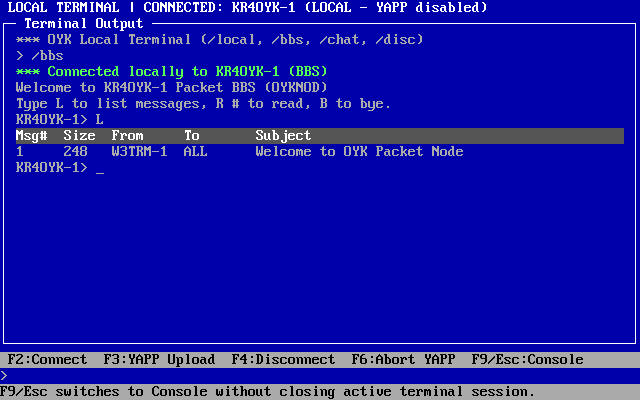 LOCAL TERMINAL | CONNECTED: KR4OYK-1 (LOCAL - YAPP disabled)
Terminal Output
*** OYK Local Terminal (/local, /bbs, /chat, /disc)
> /bbs
*** Connected locally to KR4OYK-1 (BBS)
Welcome to KR4OYK-1 Packet BBS (OYKNOD)
Type L to list messages, R # to read, B to bye.
KR4OYK-1> L
Msg#  Size  From    To       Subject
1     248   W3TRM-1  ALL      Welcome to OYK Packet Node
KR4OYK-1> _
F2:Connect  F3:YAPP Upload  F4:Disconnect  F6:Abort YAPP  F9/Esc:Console
>
F9/Esc switches to Console without closing active terminal session.